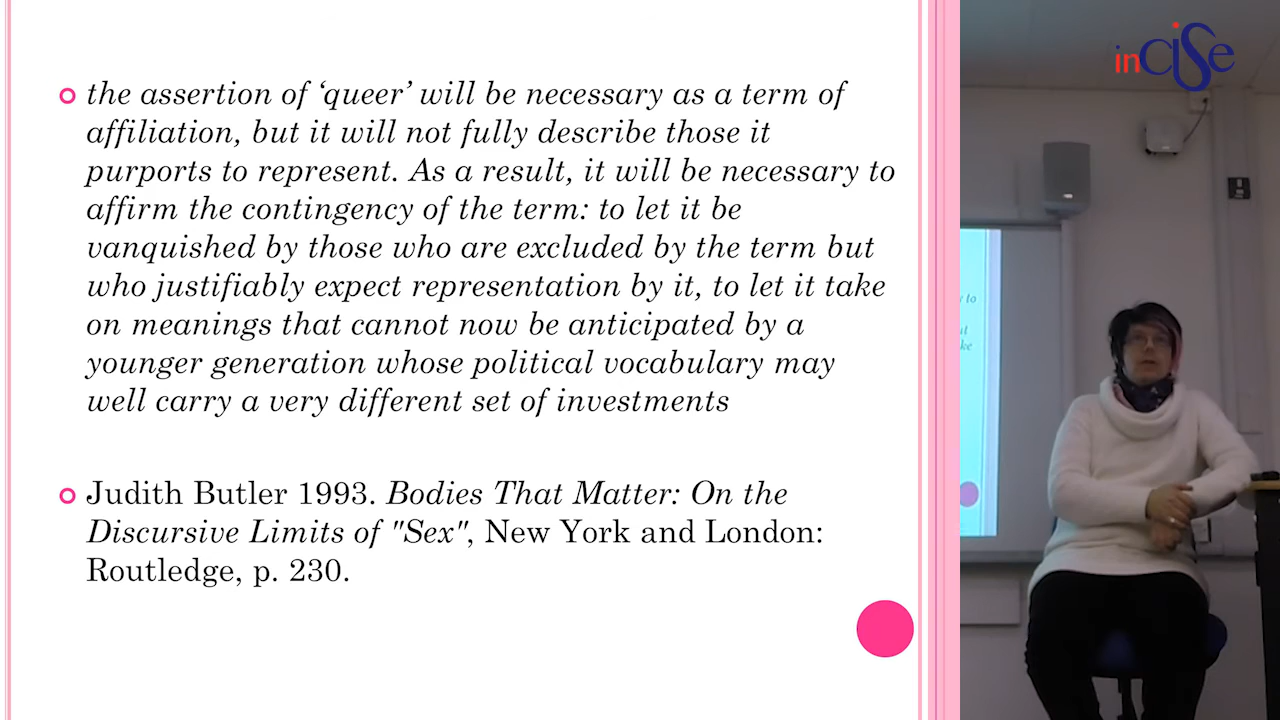 inCiSe
the assertion of ‘queer’ will be necessary as a term of
affiliation, but it will not fully describe those it
purports to represent. As a result, it will be necessary to
affirm the contingency of the term: to let it be
vanquished by those who are excluded by the term but
who justifiably expect representation by it, to let it take
on meanings that cannot now be anticipated by a
younger generation whose political vocabulary may
well carry a very different set of investments
Judith Butler 1993. Bodies That Matter: On the
Discursive Limits of "Sex", New York and London:
Routledge, p. 230.
to